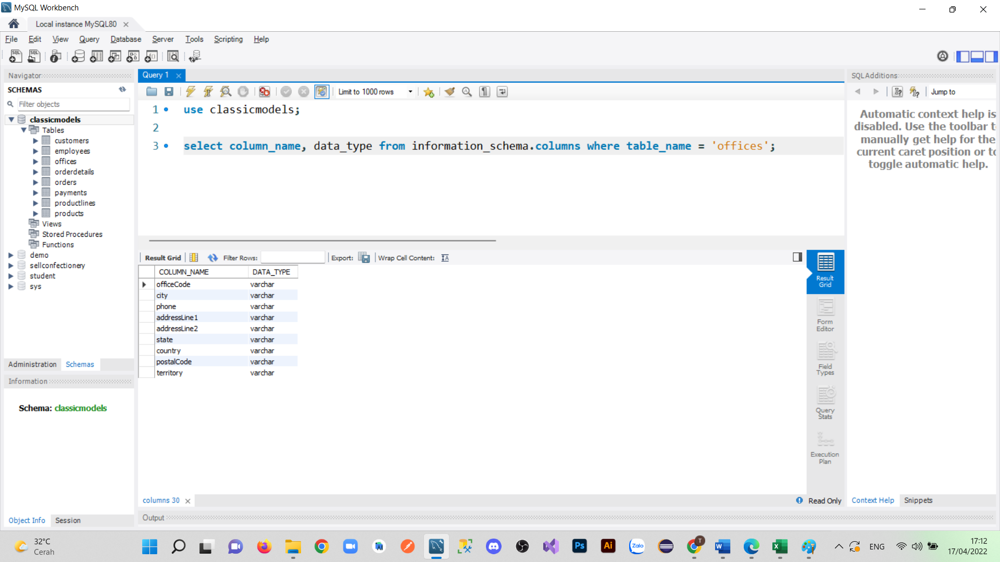 MySQL Workbench
Local instance MySQL80
File Edit View Query Database Server Tools Scripting Help
Navigator
SCHEMAS
Filter objects
classicmodels
Tables
customers
employees
offices
orderdetails
orders
payments
productlines
products
Views
Stored Procedures
Functions
demo
sellconfectionery
student
sys
Administration Schemas
Information
Schema: classicmodels
Object Info Session
Query 1
Limit to 1000 rows
1 use classicmodels;
2
3 select column_name, data_type from information_schema.columns where table_name = 'offices';
Result Grid Filter Rows: Export: Wrap Cell Content:
COLUMN_NAME DATA_TYPE
officeCode varchar
city varchar
phone varchar
addressLine1 varchar
addressLine2 varchar
state varchar
country varchar
postalCode varchar
territory varchar
Result
Grid
Form
Editor
Field
Types
Query
Stats
Execution
Plan
columns 30
Read Only
Output
SQLAdditions
Jump to
Automatic context help is
disabled. Use the toolbar t
manually get help for the
current caret position or to
toggle automatic help.
Context Help Snippets
32°C
Cerah
Ps
Ai
Zalo
T
ENG
17:12
17/04/2022